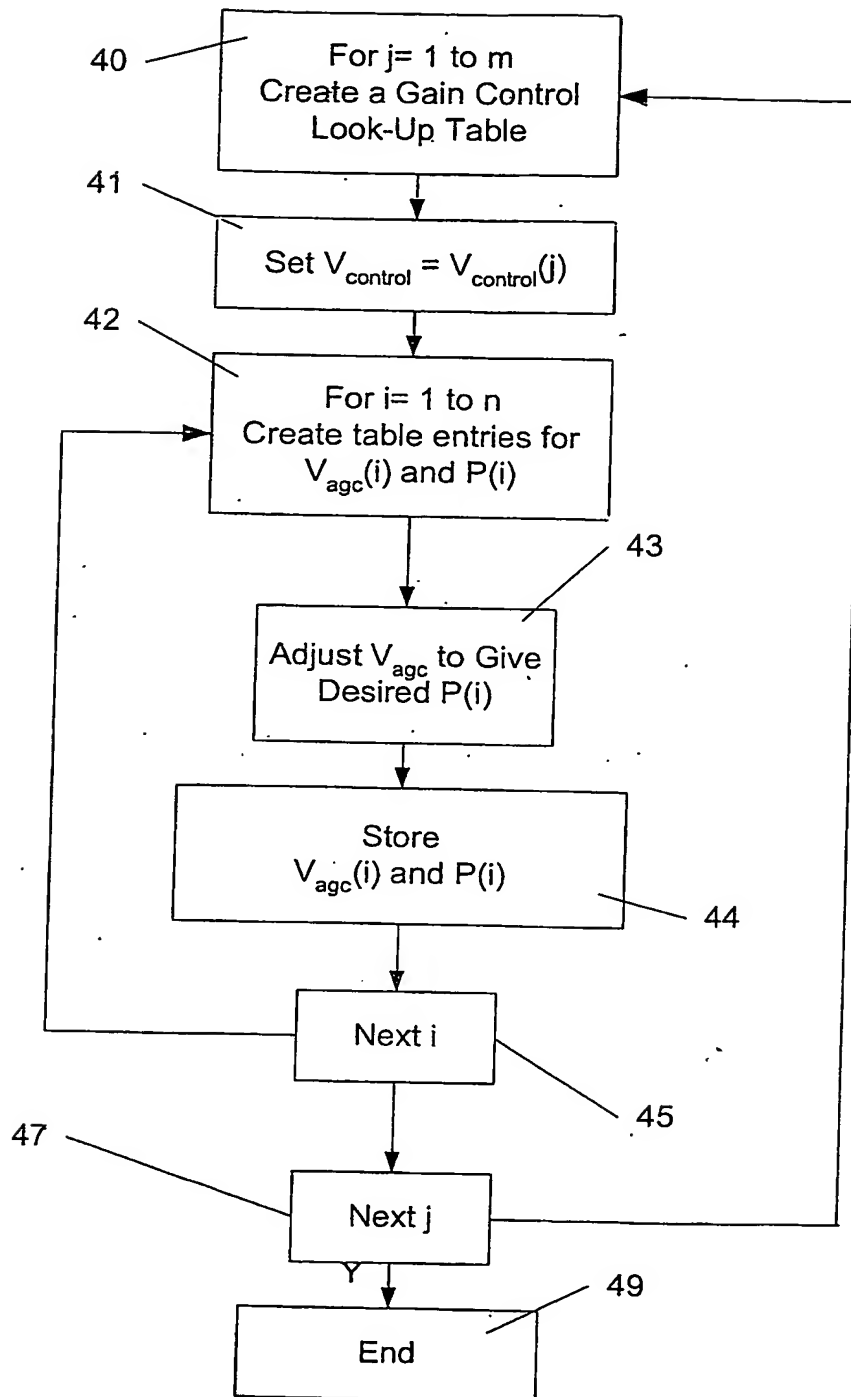 40
For j= 1 to m
Create a Gain Control
Look-Up Table
41
Set Vcontrol = Vcontrol(j)
42
For i= 1 to n
Create table entries for
Vagc(i) and P(i)
43
Adjust Vagc to Give
Desired P(i)
Store
Vagc(i) and P(i)
44
Next i
45
47
Next j
Y
49
End